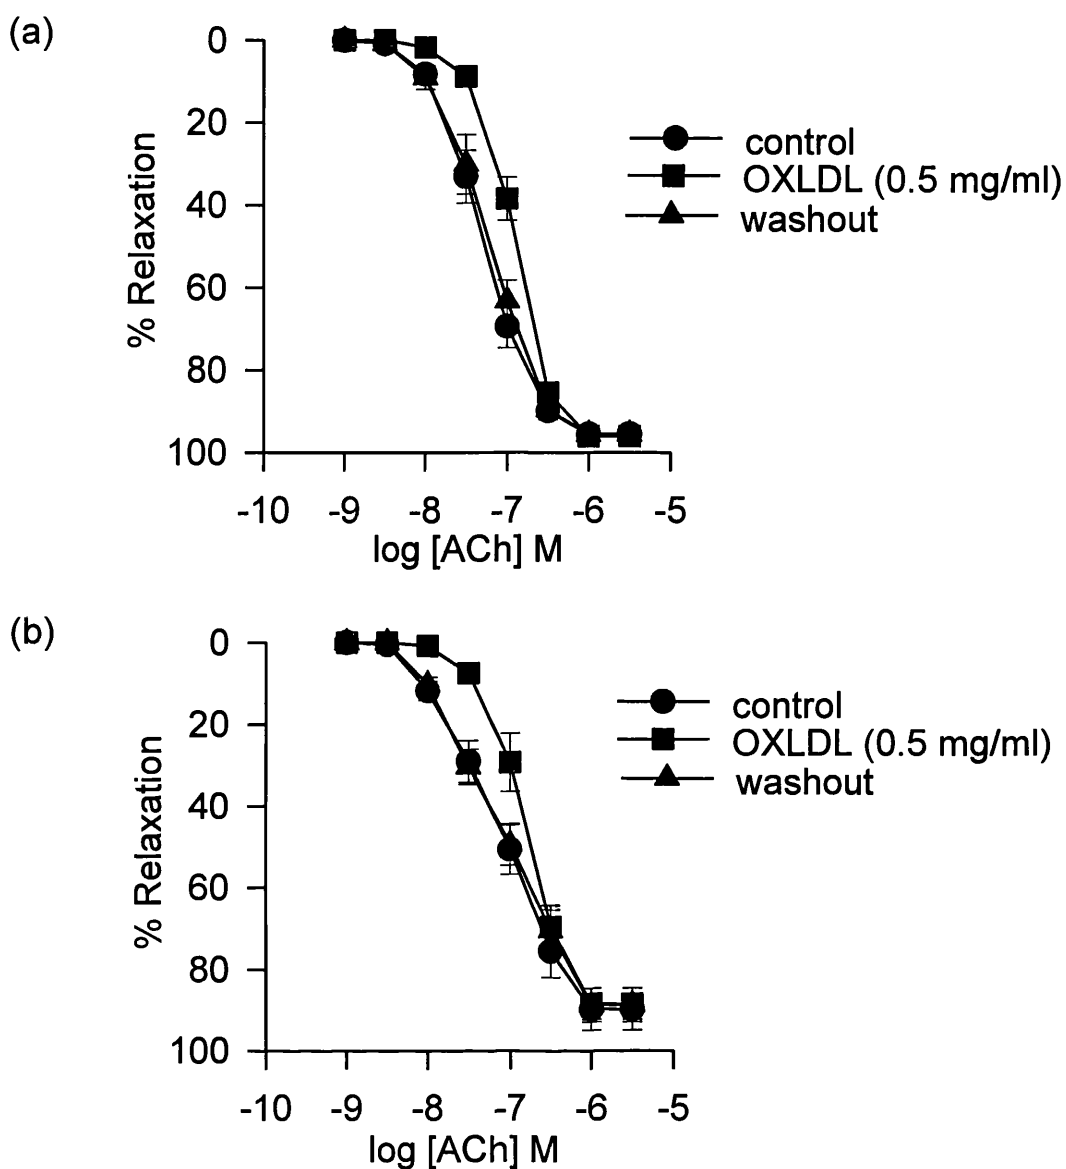 (a)
0
20
40
60
80
100
% Relaxation
-10 -9 -8 -7 -6 -5
log [ACh] M
control
OXLDL (0.5 mg/ml)
washout
(b)
0
20
40
60
80
100
% Relaxation
-10 -9 -8 -7 -6 -5
log [ACh] M
control
OXLDL (0.5 mg/ml)
washout